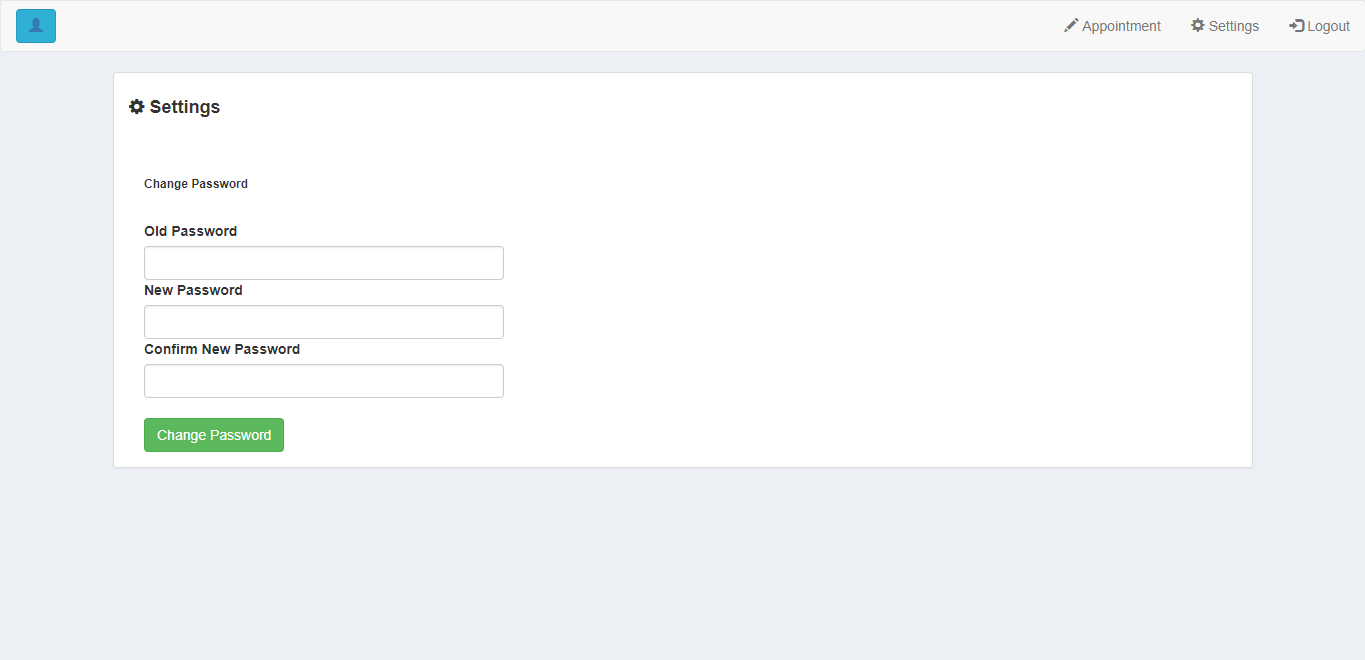 Appointment Settings Logout
Settings
Change Password
Old Password
New Password
Confirm New Password
Change Password